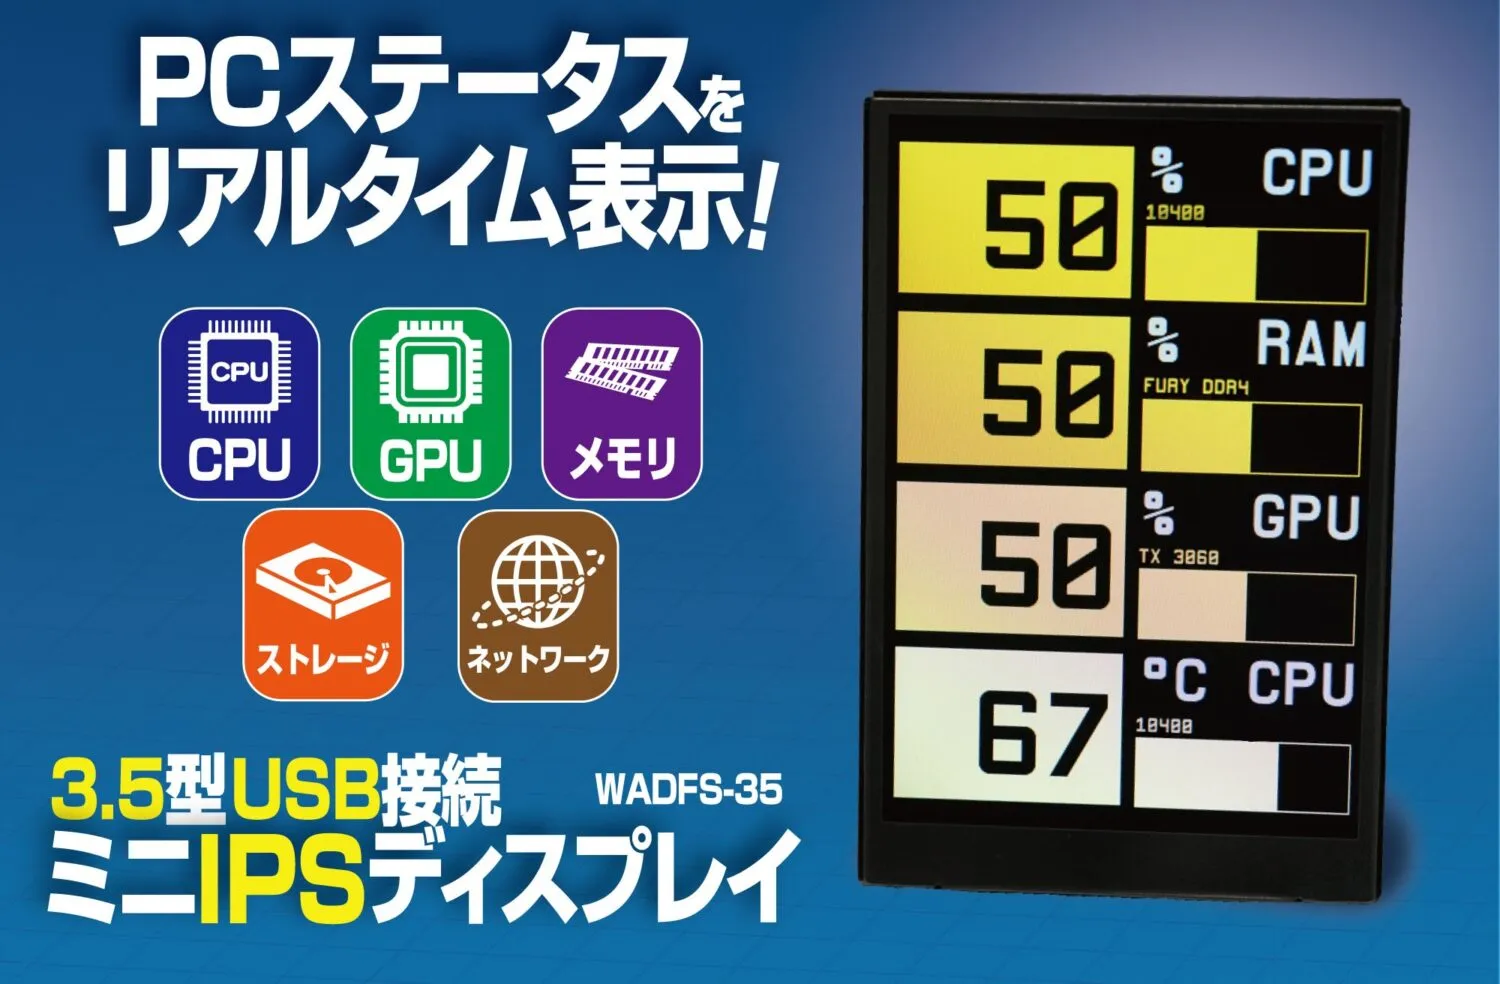 PCステータスを
リアルタイム表示!
CPU
CPU
GPU
メモリ
ストレージ
ネットワーク
3.5型USB接続
WADFS-35
ミニIPSディスプレイ
50
% CPU
10400
50
% RAM
FURY DDR4
50
% GPU
TX 3060
67
°C CPU
10400